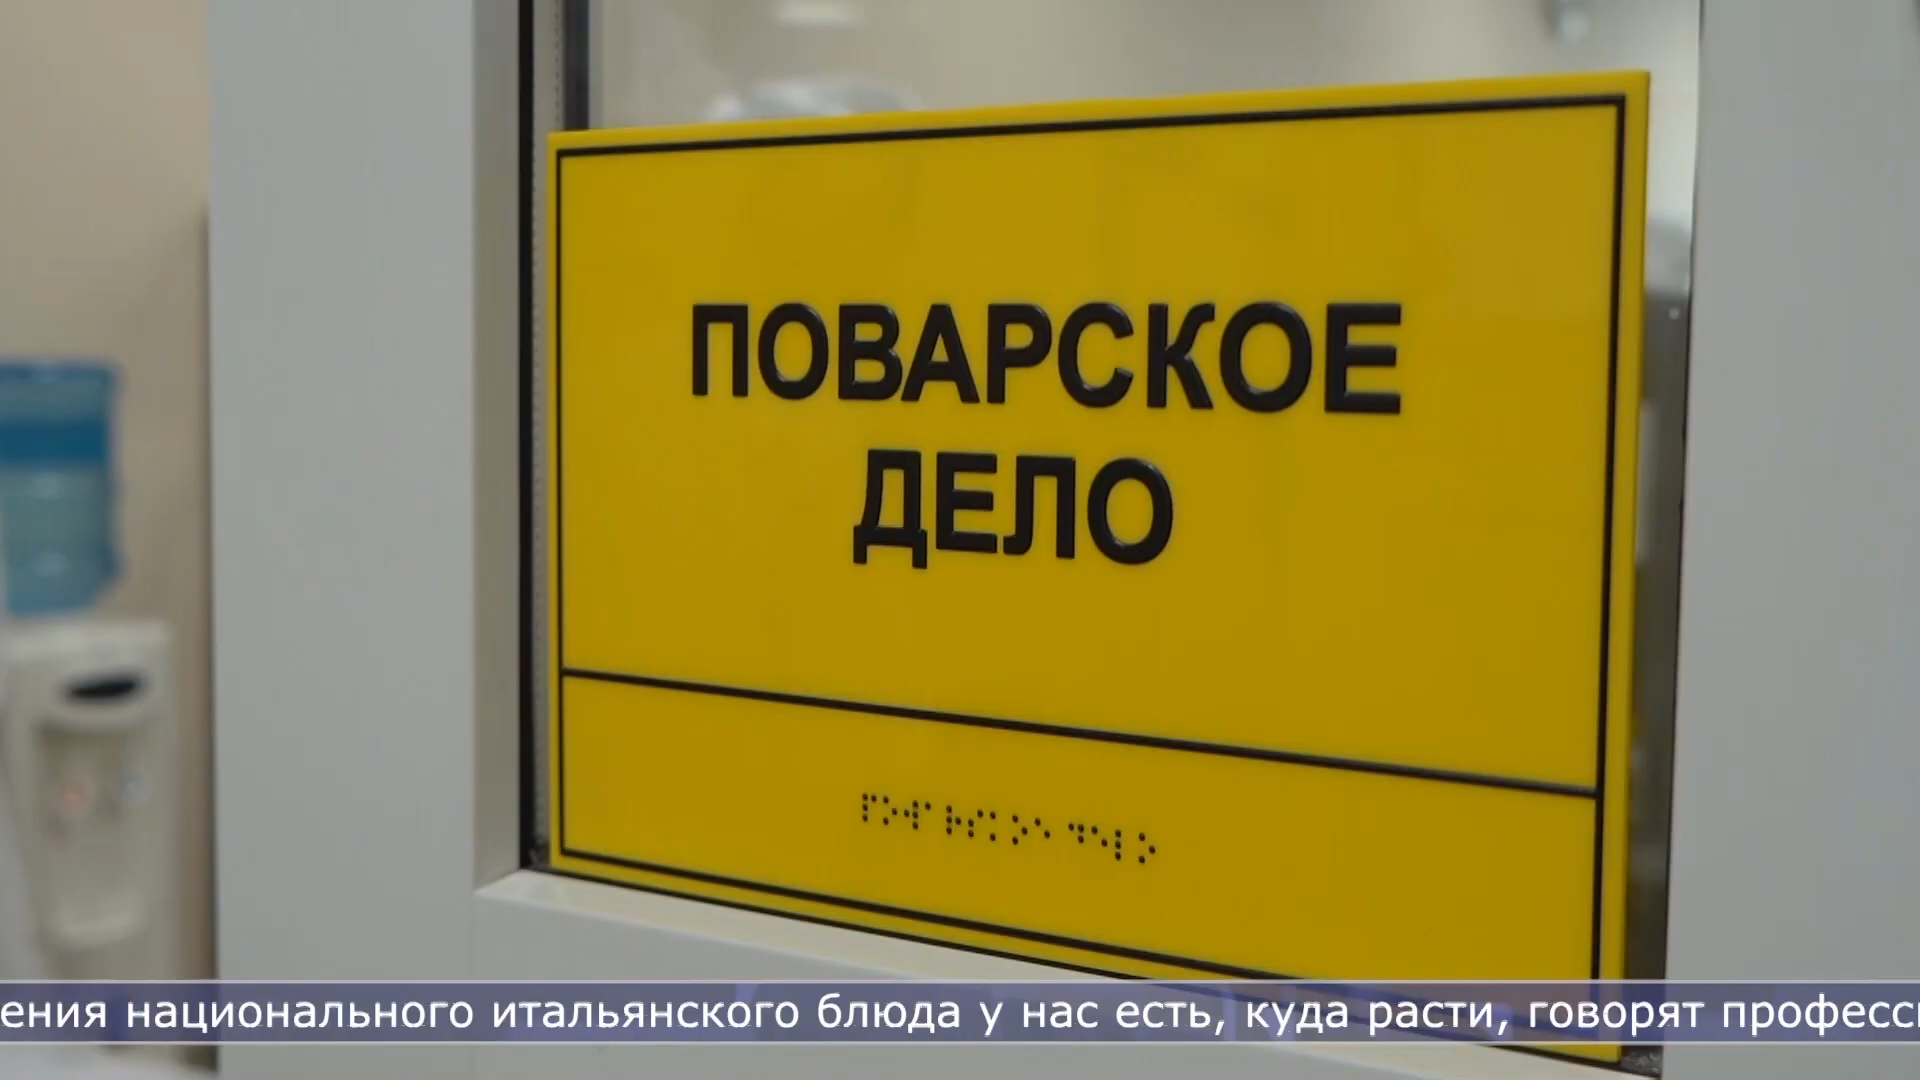 ПОВАРСКОЕ
ДЕЛО
⠏⠕⠺⠁⠗⠎⠅⠕⠑ ⠙⠑⠇⠕
ения национального итальянского блюда у нас есть, куда расти, говорят професс